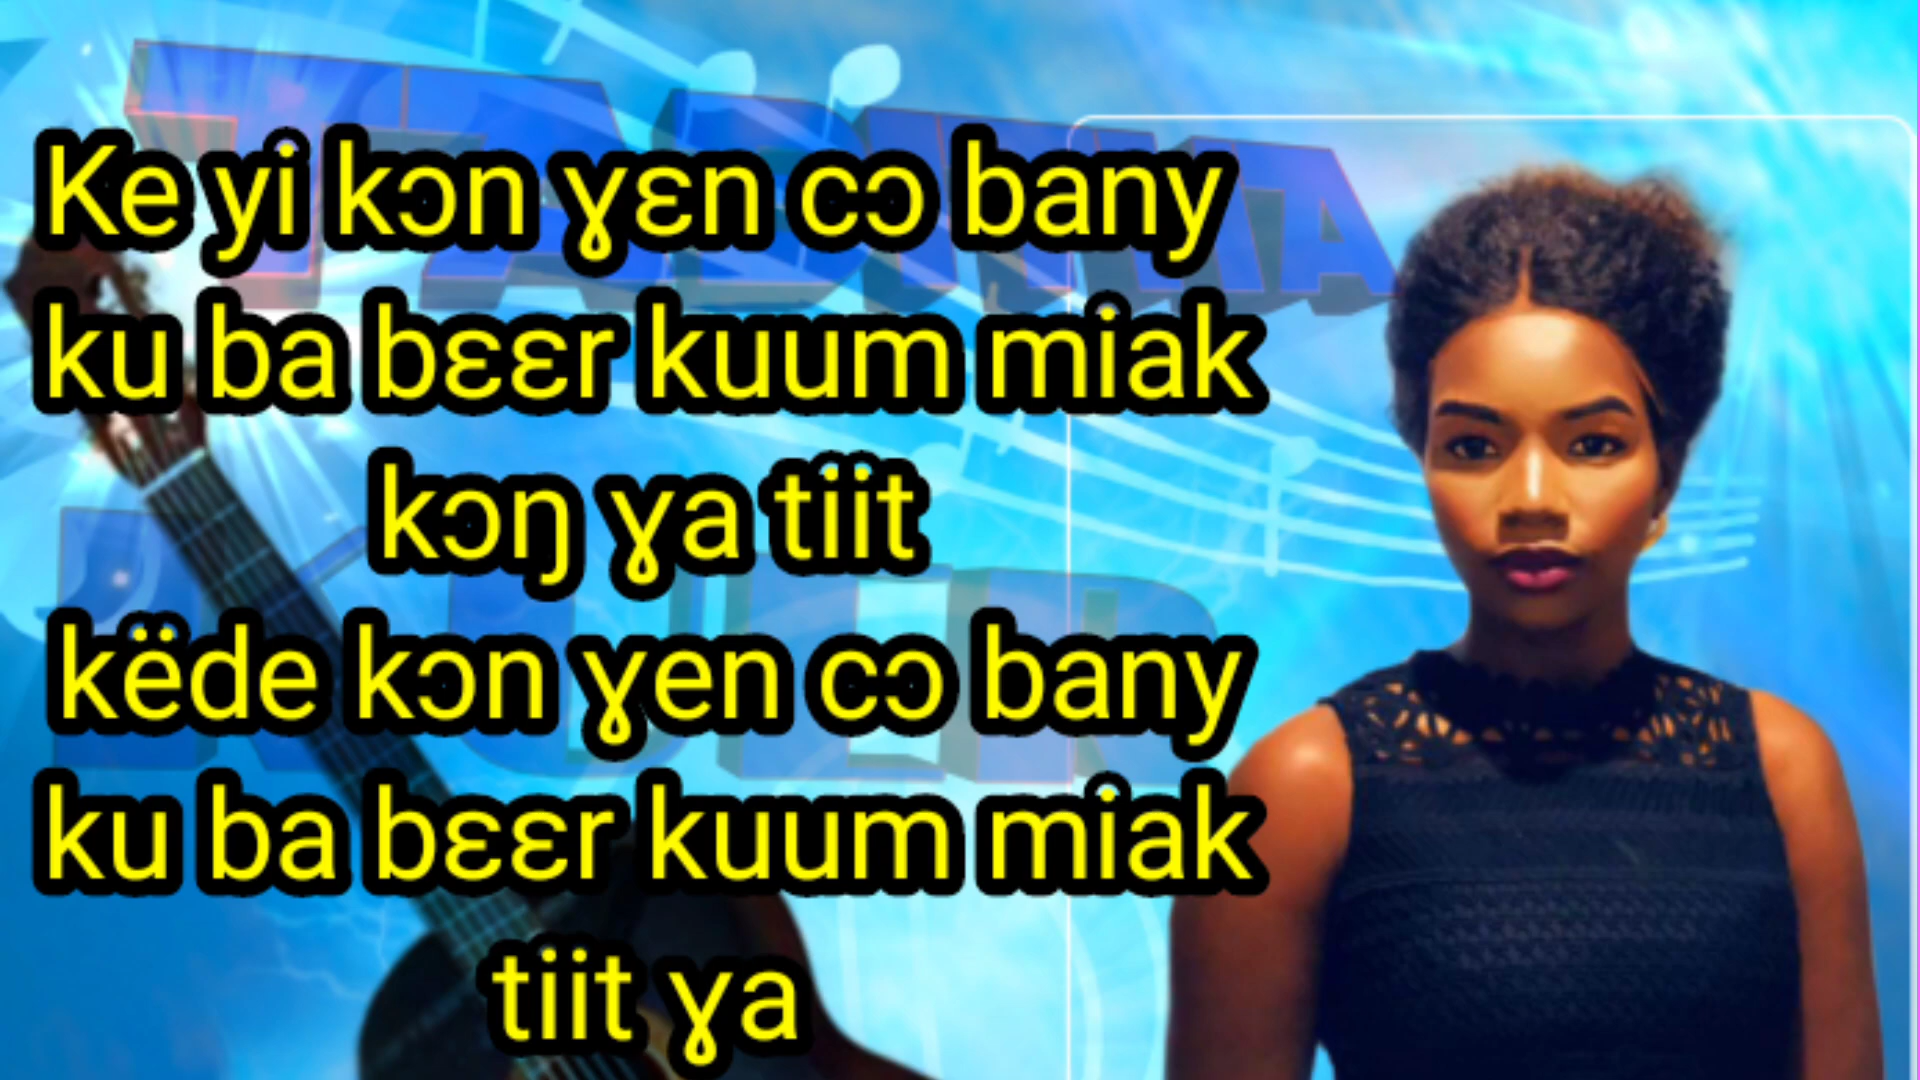 Ke yi kɔn ɣɛn cɔ bany
ku ba bɛɛr kuum miak
kɔŋ ɣa tiit
këde kɔn ɣen cɔ bany
ku ba bɛɛr kuum miak
tiit ɣa